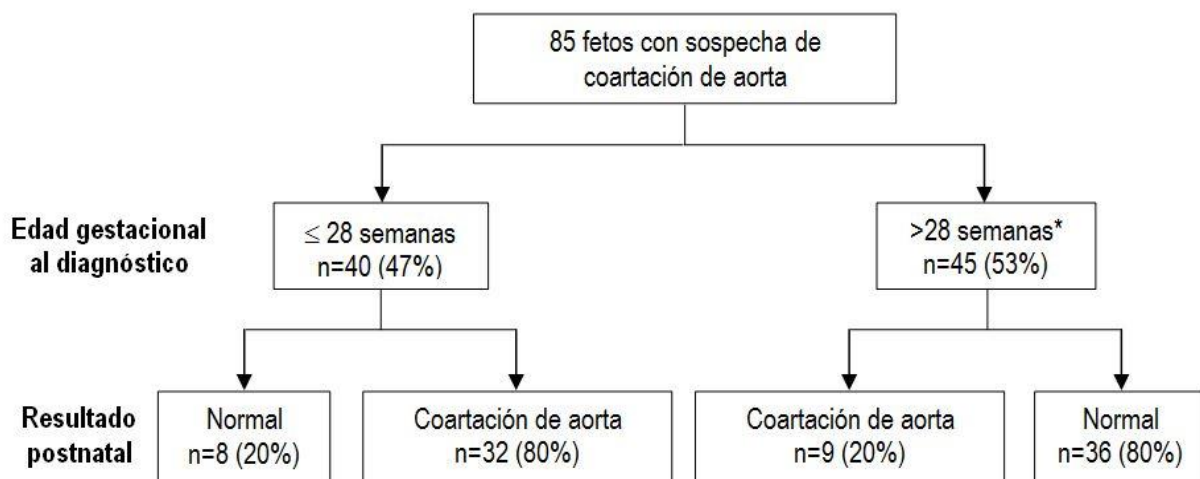 85 fetos con sospecha de
coartación de aorta
Edad gestacional
al diagnóstico
≤ 28 semanas
n=40 (47%)
>28 semanas*
n=45 (53%)
Resultado
postnatal
Normal
n=8 (20%)
Coartación de aorta
n=32 (80%)
Coartación de aorta
n=9 (20%)
Normal
n=36 (80%)